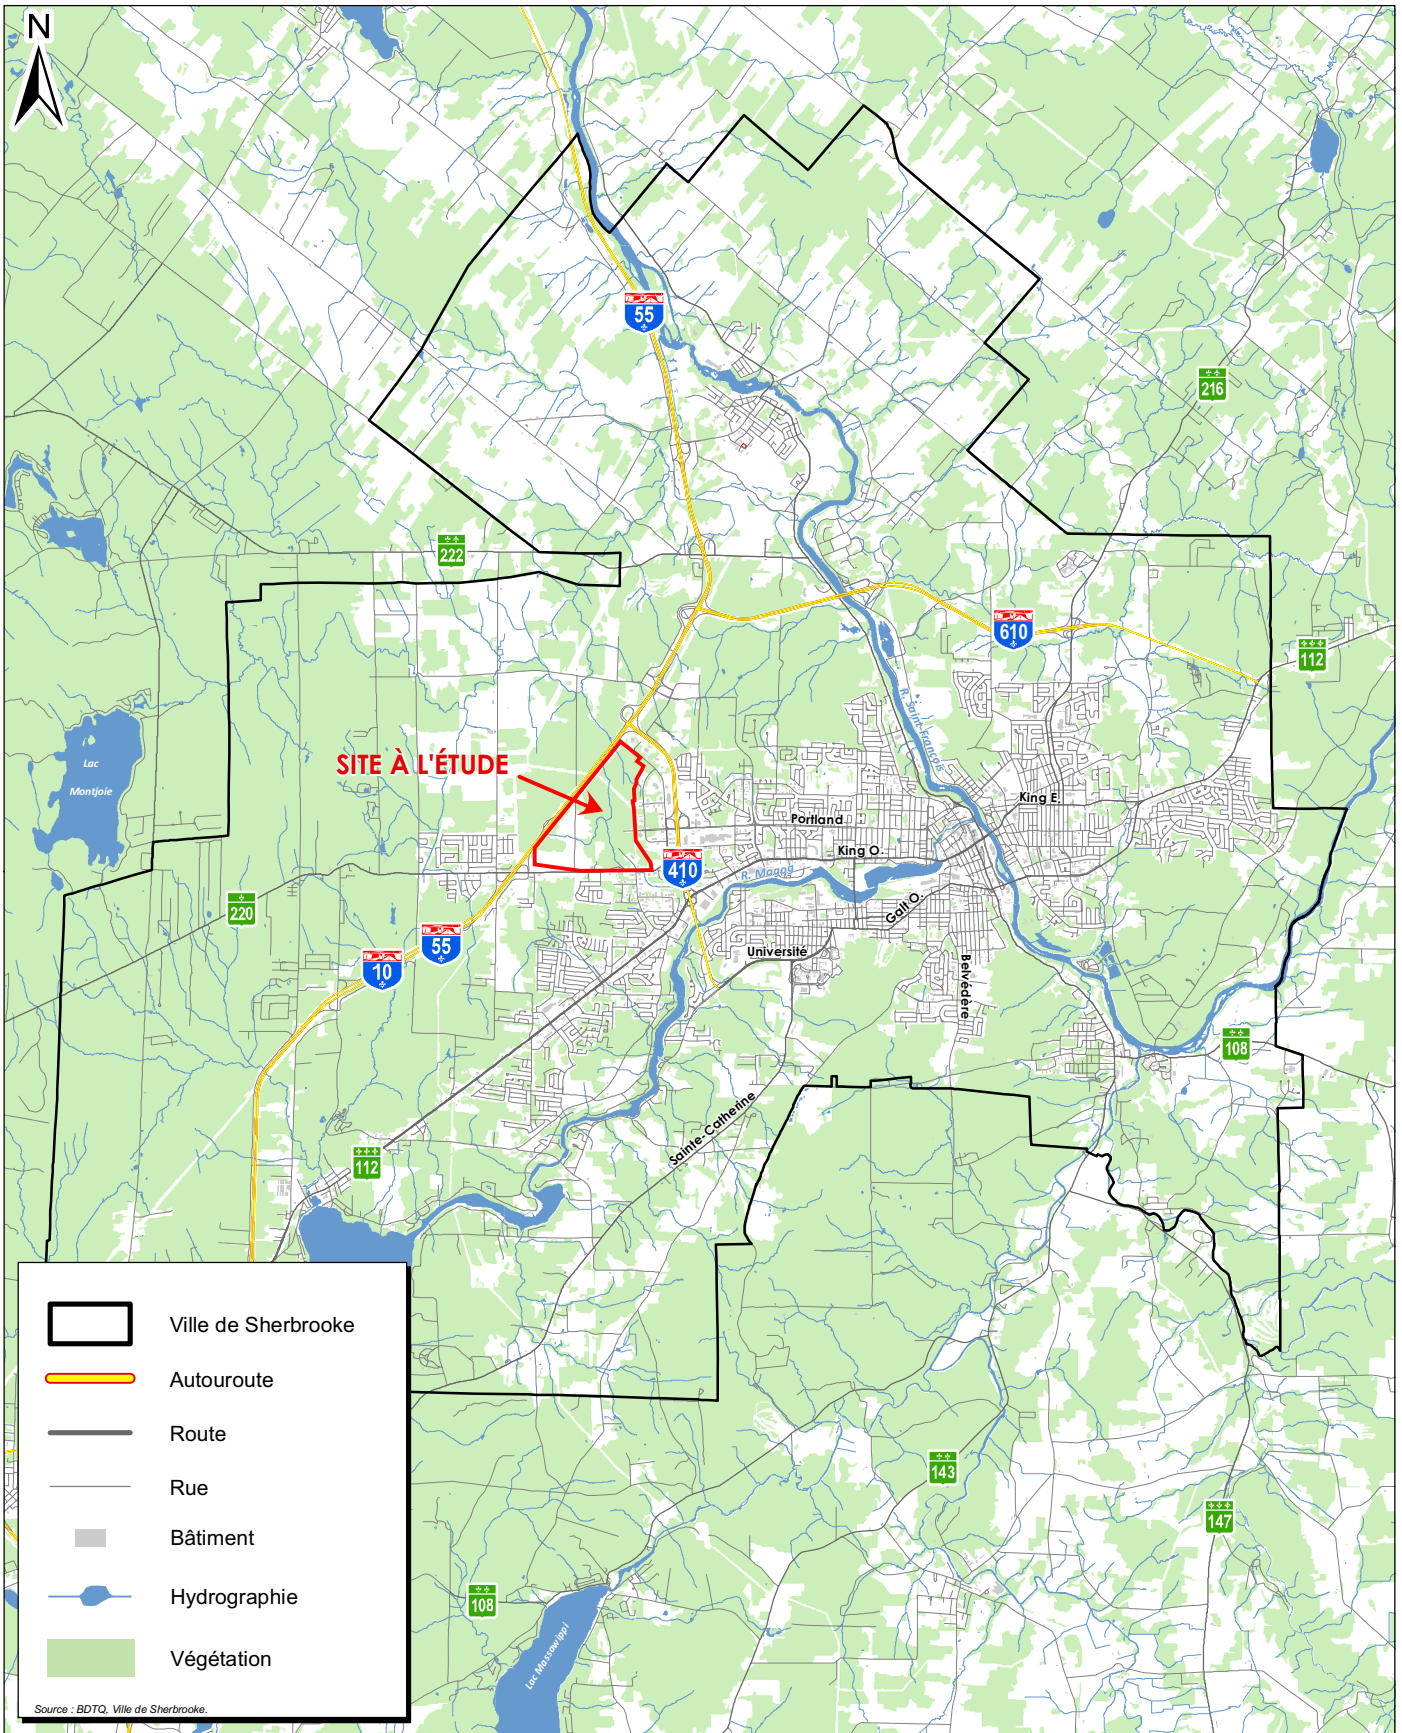 N
55
216
222
610
112
R. Saint-François
Lac
Montjoie
SITE À L'ÉTUDE
King E.
Portland
King O.
410
R. Magog
220
Galt O.
55
10
Université
Belvédère
108
Sainte-Catherine
112
143
147
108
Lac Massawippi
Ville de Sherbrooke
Autouroute
Route
Rue
Bâtiment
Hydrographie
Végétation
Source : BDTQ, Ville de Sherbrooke.